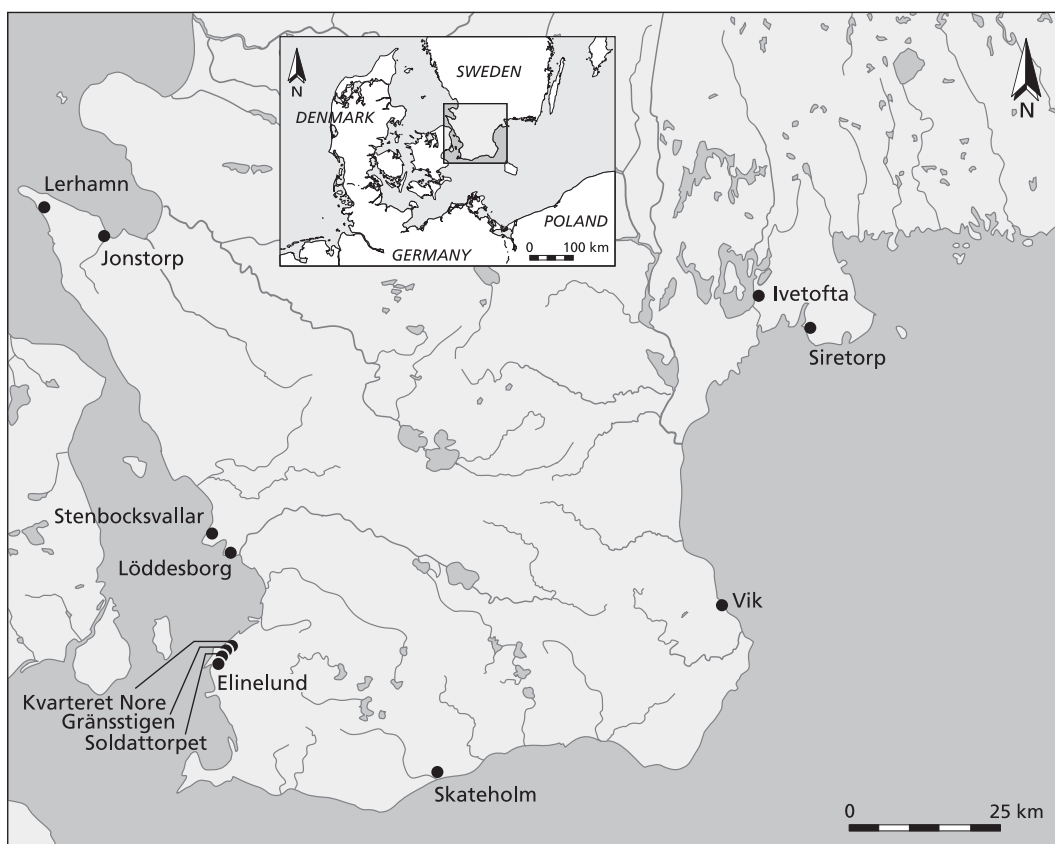 N
SWEDEN
DENMARK
POLAND
GERMANY
0 100 km
N
Lerhamn
Jonstorp
Ivetofta
Siretorp
Stenbocksvallar
Löddesborg
Vik
Elinelund
Kvarteret Nore
Gränsstigen
Soldattorpet
Skateholm
0 25 km